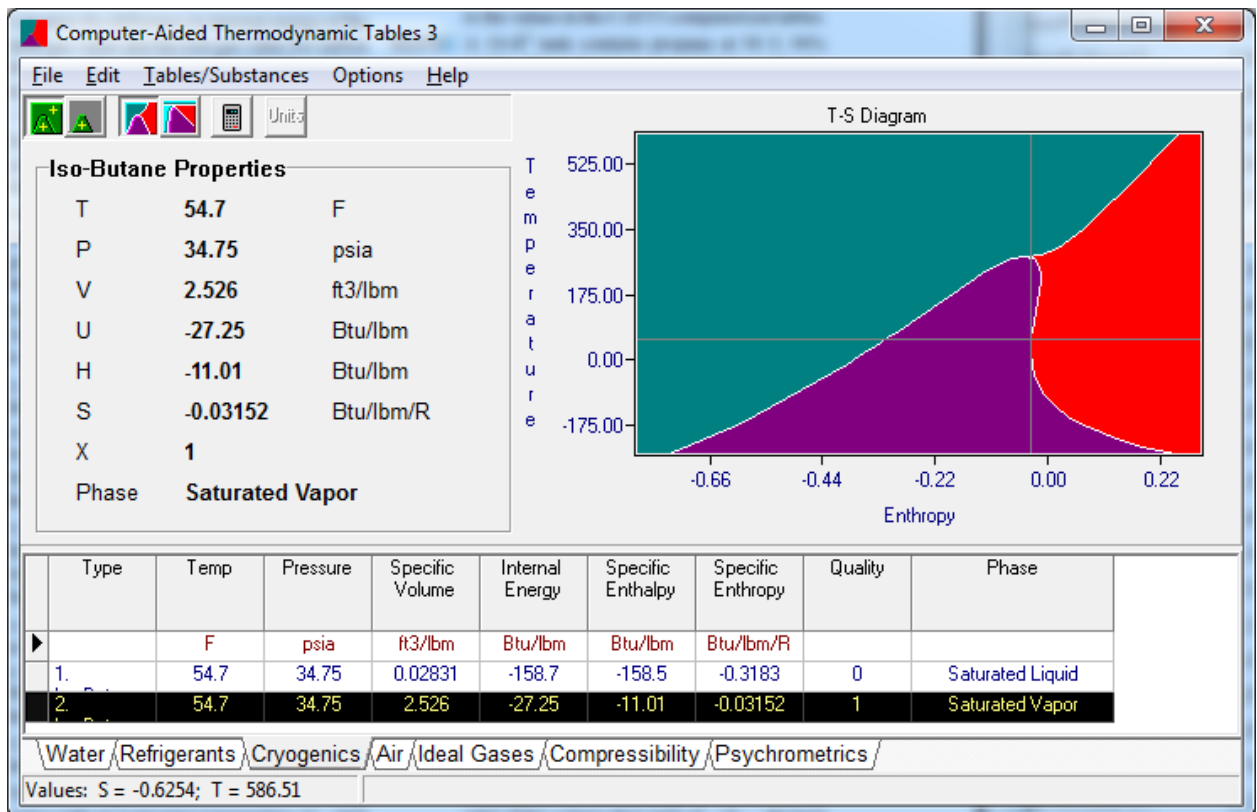 Computer-Aided Thermodynamic Tables 3
File Edit Tables/Substances Options Help
Units
Iso-Butane Properties
T 54.7 F
P 34.75 psia
V 2.526 ft3/lbm
U -27.25 Btu/lbm
H -11.01 Btu/lbm
S -0.03152 Btu/lbm/R
X 1
Phase Saturated Vapor
T-S Diagram
Temperature
525.00
350.00
175.00
0.00
-175.00
-0.66 -0.44 -0.22 0.00 0.22
Enthropy
Type Temp Pressure Specific Volume Internal Energy Specific Enthalpy Specific Enthropy Quality Phase
F psia ft3/lbm Btu/lbm Btu/lbm Btu/lbm/R
1. 54.7 34.75 0.02831 -158.7 -158.5 -0.3183 0 Saturated Liquid
2. 54.7 34.75 2.526 -27.25 -11.01 -0.03152 1 Saturated Vapor
Water Refrigerants Cryogenics Air Ideal Gases Compressibility Psychrometrics
Values: S = -0.6254; T = 586.51